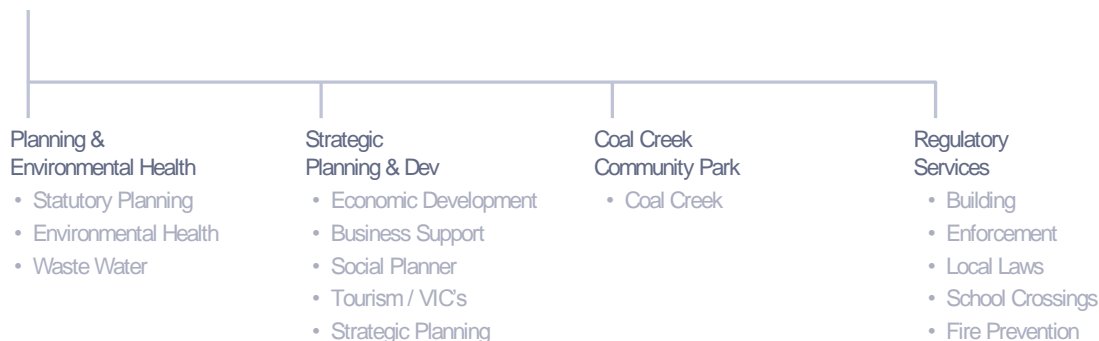 Planning &
Environmental Health
• Statutory Planning
• Environmental Health
• Waste Water
Strategic
Planning & Dev
• Economic Development
• Business Support
• Social Planner
• Tourism / VIC's
• Strategic Planning
Coal Creek
Community Park
• Coal Creek
Regulatory
Services
• Building
• Enforcement
• Local Laws
• School Crossings
• Fire Prevention